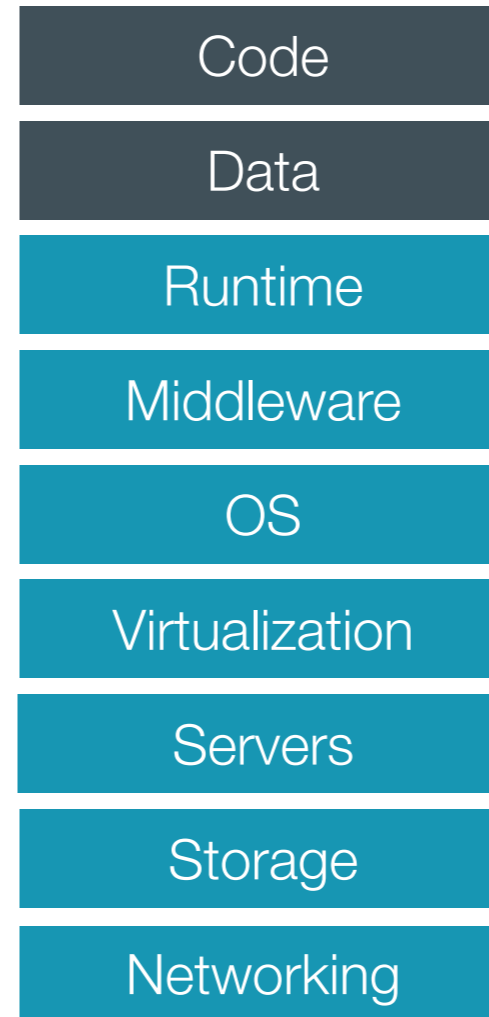 Code
Data
Runtime
Middleware
OS
Virtualization
Servers
Storage
Networking